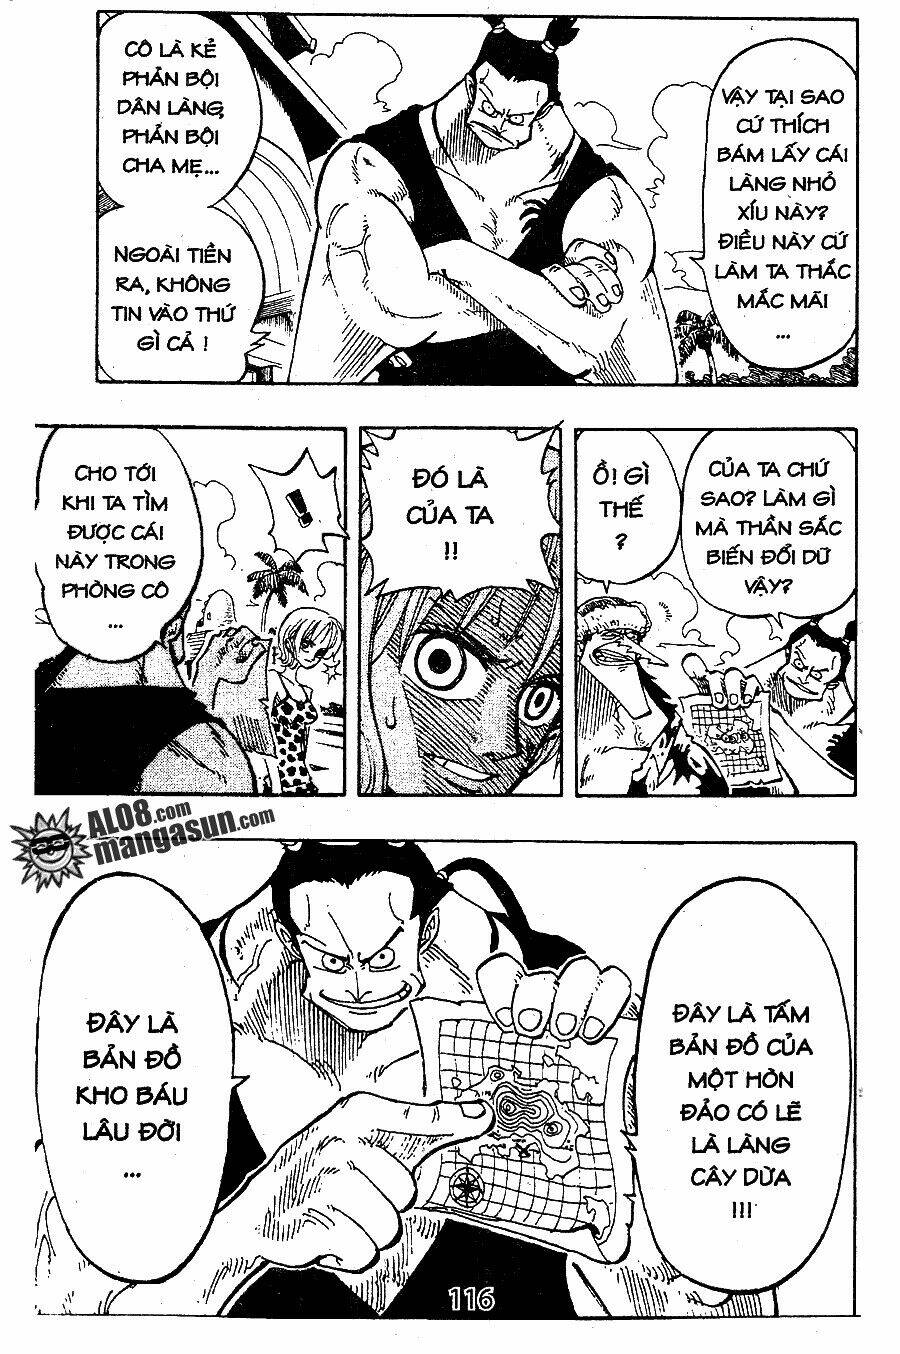 VẬY TẠI SAO
CỨ THÍCH
BÁM LẤY CÁI
LÀNG NHỎ
XÍU NÀY?
ĐIỀU NÀY CỨ
LÀM TA THẮC
MẮC MÃI
...
CÔ LÀ KẺ
PHẢN BỘI
DÂN LÀNG,
PHẢN BỘI
CHA MẸ...
NGOÀI TIỀN
RA, KHÔNG
TIN VÀO THỨ
GÌ CẢ !
CỦA TA CHỨ
SAO? LÀM GÌ
MÀ THẦN SẮC
BIẾN ĐỔI DỮ
VẬY?
Ồ! GÌ
THẾ
?
ĐÓ LÀ
CỦA TA
!!
!
CHO TỚI
KHI TA TÌM
ĐƯỢC CÁI
NÀY TRONG
PHÒNG CÔ
...
AL08.com
mangasun.com
ĐÂY LÀ TẤM
BẢN ĐỒ CỦA
MỘT HÒN
ĐẢO CÓ LẼ
LÀ LÀNG
CÂY DỪA
!!!
ĐÂY LÀ
BẢN ĐỒ
KHO BÁU
LÂU ĐỜI
...
116